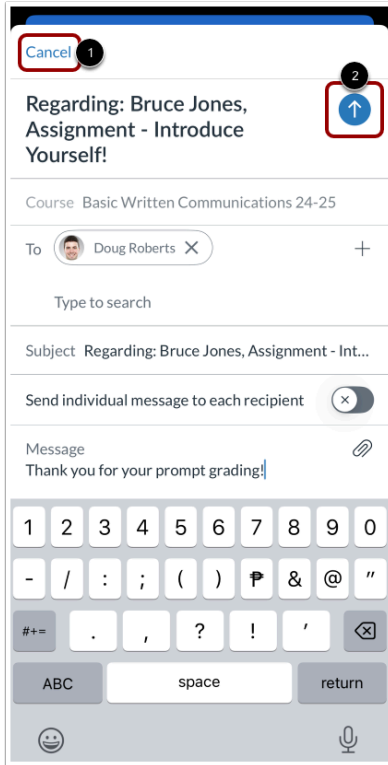 Cancel 1
2
Regarding: Bruce Jones,
Assignment - Introduce
Yourself!
Course Basic Written Communications 24-25
To Doug Roberts
Type to search
Subject Regarding: Bruce Jones, Assignment - Int...
Send individual message to each recipient
Message
Thank you for your prompt grading!
1 2 3 4 5 6 7 8 9 0
- / : ; ( ) ₱ & @ "
#+= . , ? ! '
ABC space return